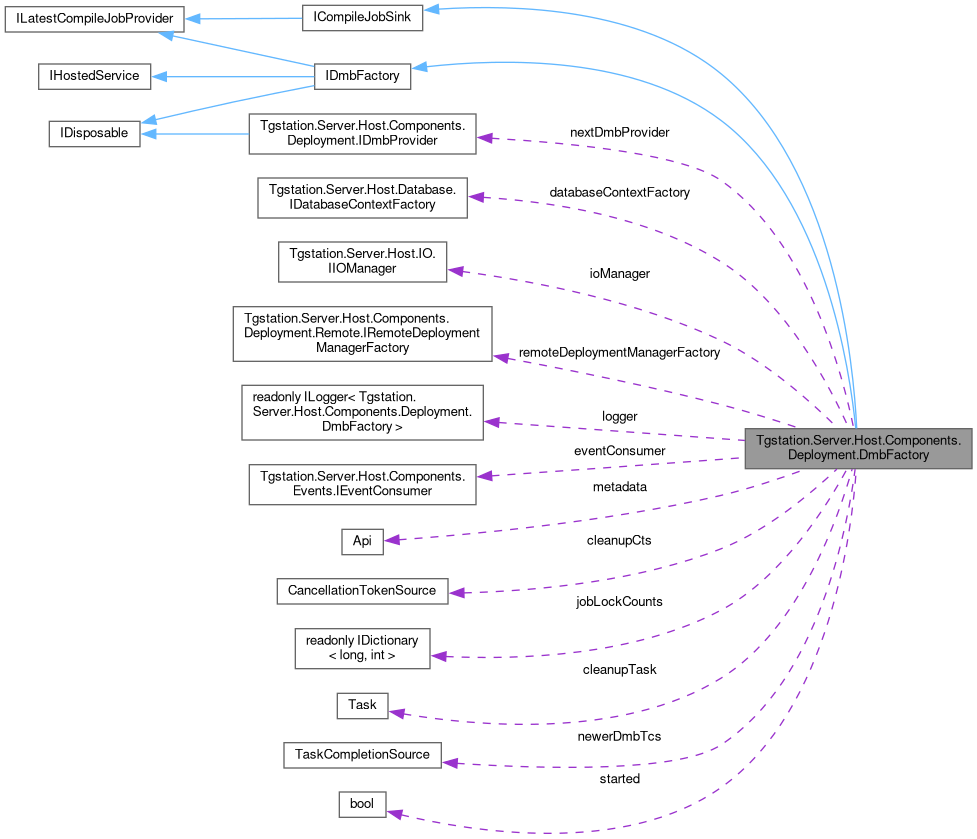 ILatestCompileJobProvider
ICompileJobSink
IHostedService
IDmbFactory
IDisposable
Tgstation.Server.Host.Components.
Deployment.IDmbProvider
nextDmbProvider
Tgstation.Server.Host.Database.
IDatabaseContextFactory
databaseContextFactory
Tgstation.Server.Host.IO.
IIOManager
ioManager
Tgstation.Server.Host.Components.
Deployment.Remote.IRemoteDeployment
ManagerFactory
remoteDeploymentManagerFactory
readonly ILogger< Tgstation.
Server.Host.Components.Deployment.
DmbFactory >
logger
Tgstation.Server.Host.Components.
Deployment.DmbFactory
Tgstation.Server.Host.Components.
Events.IEventConsumer
eventConsumer
metadata
Api
cleanupCts
CancellationTokenSource
jobLockCounts
readonly IDictionary
< long, int >
cleanupTask
Task
newerDmbTcs
TaskCompletionSource
started
bool